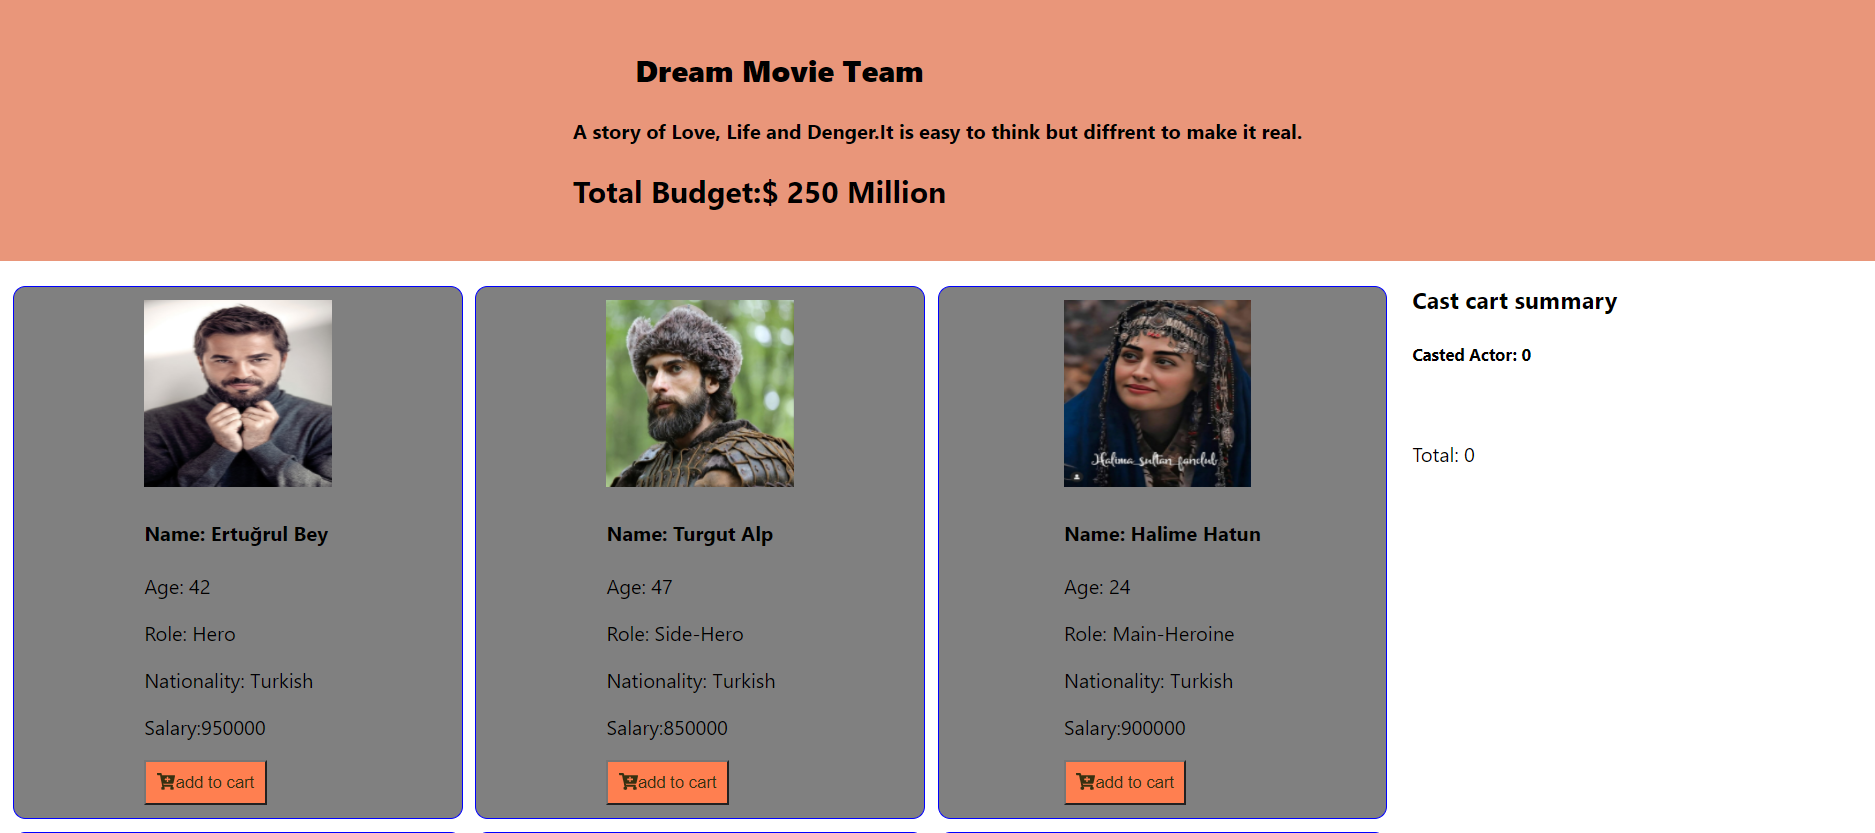 Dream Movie Team
A story of Love, Life and Denger.It is easy to think but diffrent to make it real.
Total Budget:$ 250 Million
Halima_sultan_fanclub
Name: Ertuğrul Bey
Age: 42
Role: Hero
Nationality: Turkish
Salary:950000
add to cart
Name: Turgut Alp
Age: 47
Role: Side-Hero
Nationality: Turkish
Salary:850000
add to cart
Name: Halime Hatun
Age: 24
Role: Main-Heroine
Nationality: Turkish
Salary:900000
add to cart
Cast cart summary
Casted Actor: 0
Total: 0